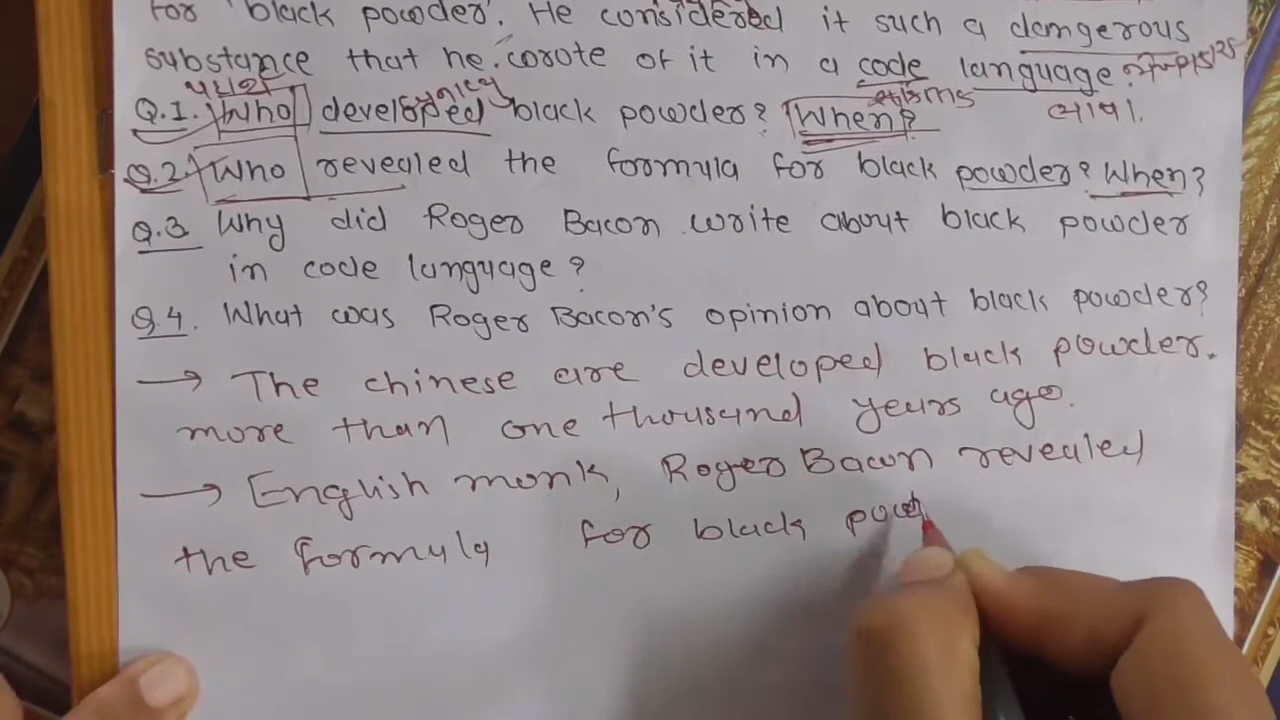 for black powder. He considered it such a dangerous
substance that he corote of it in a code language
Q.1. Who developed black powder? When?
Q.2. Who revealed the formula for black powder? When?
Q.3 Why did Roger Bacon write about black powder
in code language?
Q.4. What was Roger Bacon's opinion about black powder?
→ The chinese are developed black powder.
more than one thousand years ago.
→ English monk, Roger Bacon revealed
the formula for black powd